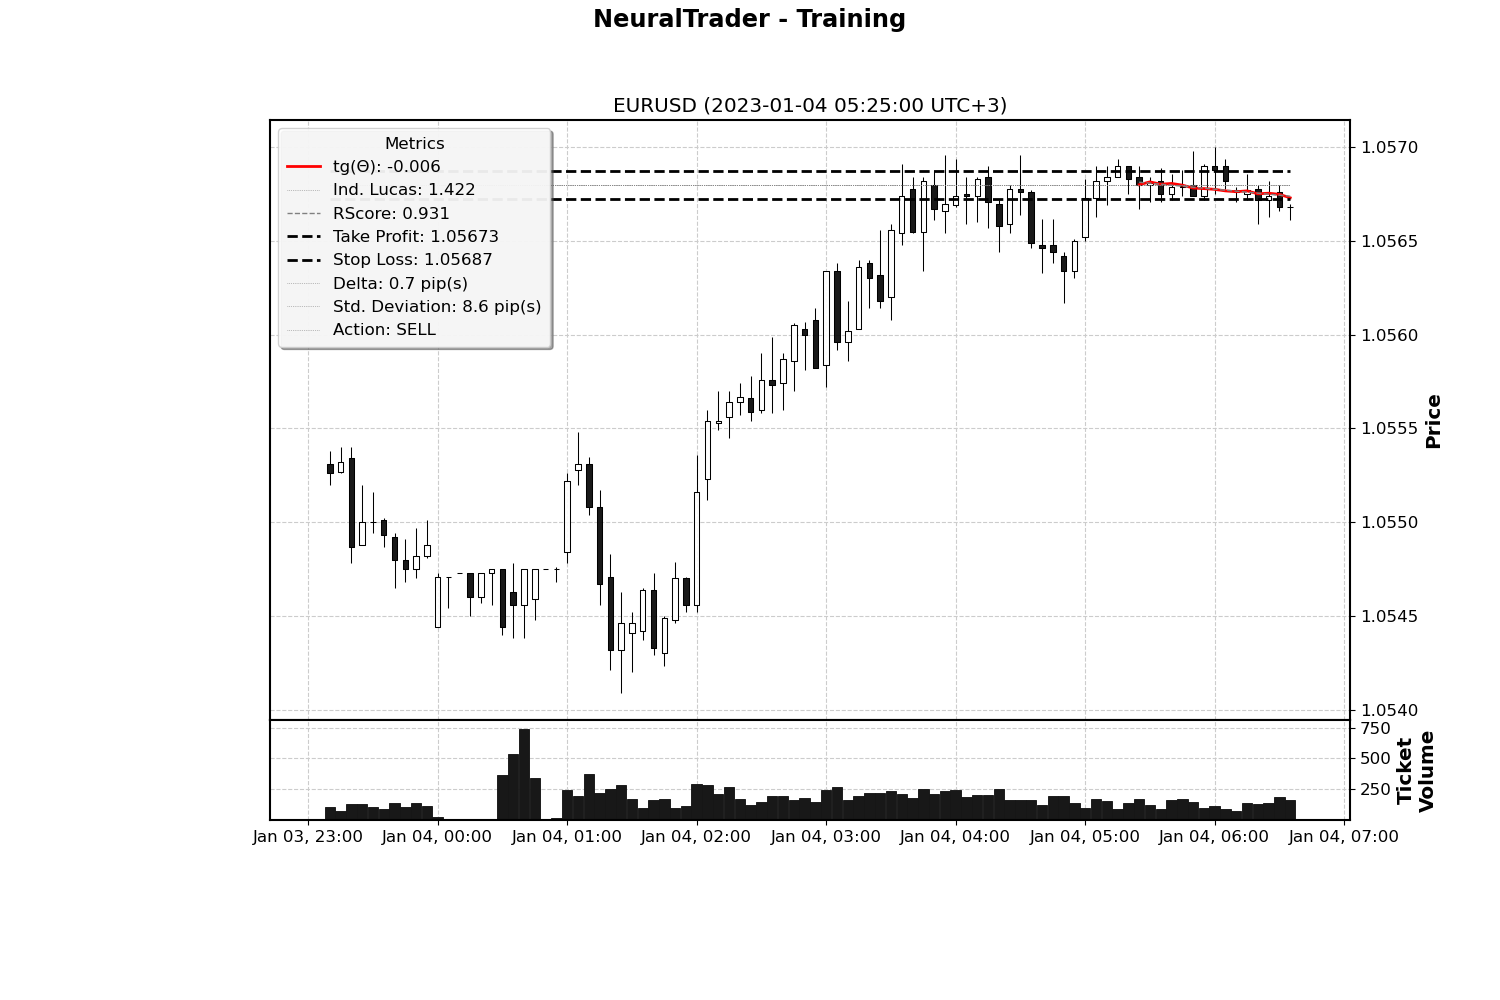 NeuralTrader - Training
EURUSD (2023-01-04 05:25:00 UTC+3)
Metrics
tg(Θ): -0.006
Ind. Lucas: 1.422
RScore: 0.931
Take Profit: 1.05673
Stop Loss: 1.05687
Delta: 0.7 pip(s)
Std. Deviation: 8.6 pip(s)
Action: SELL
1.0570
1.0565
1.0560
1.0555
1.0550
1.0545
1.0540
Price
750
500
250
Ticket
Volume
Jan 03, 23:00
Jan 04, 00:00
Jan 04, 01:00
Jan 04, 02:00
Jan 04, 03:00
Jan 04, 04:00
Jan 04, 05:00
Jan 04, 06:00
Jan 04, 07:00